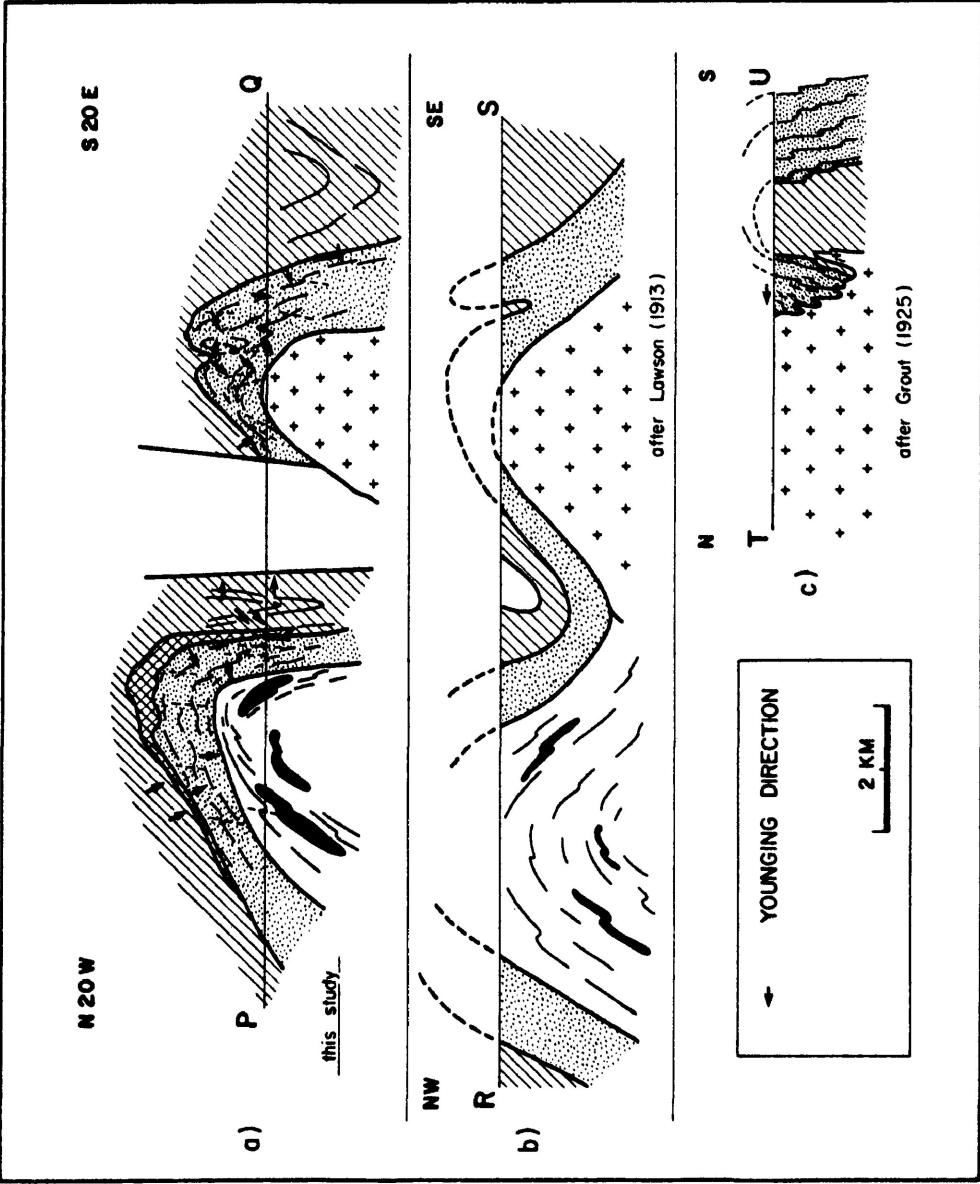 a)
N 20 W
S 20 E
P
Q
this study
b)
NW
SE
R
S
after Lawson (1913)
c)
N
S
T
U
after Grout (1925)
YOUNGING DIRECTION
2 KM